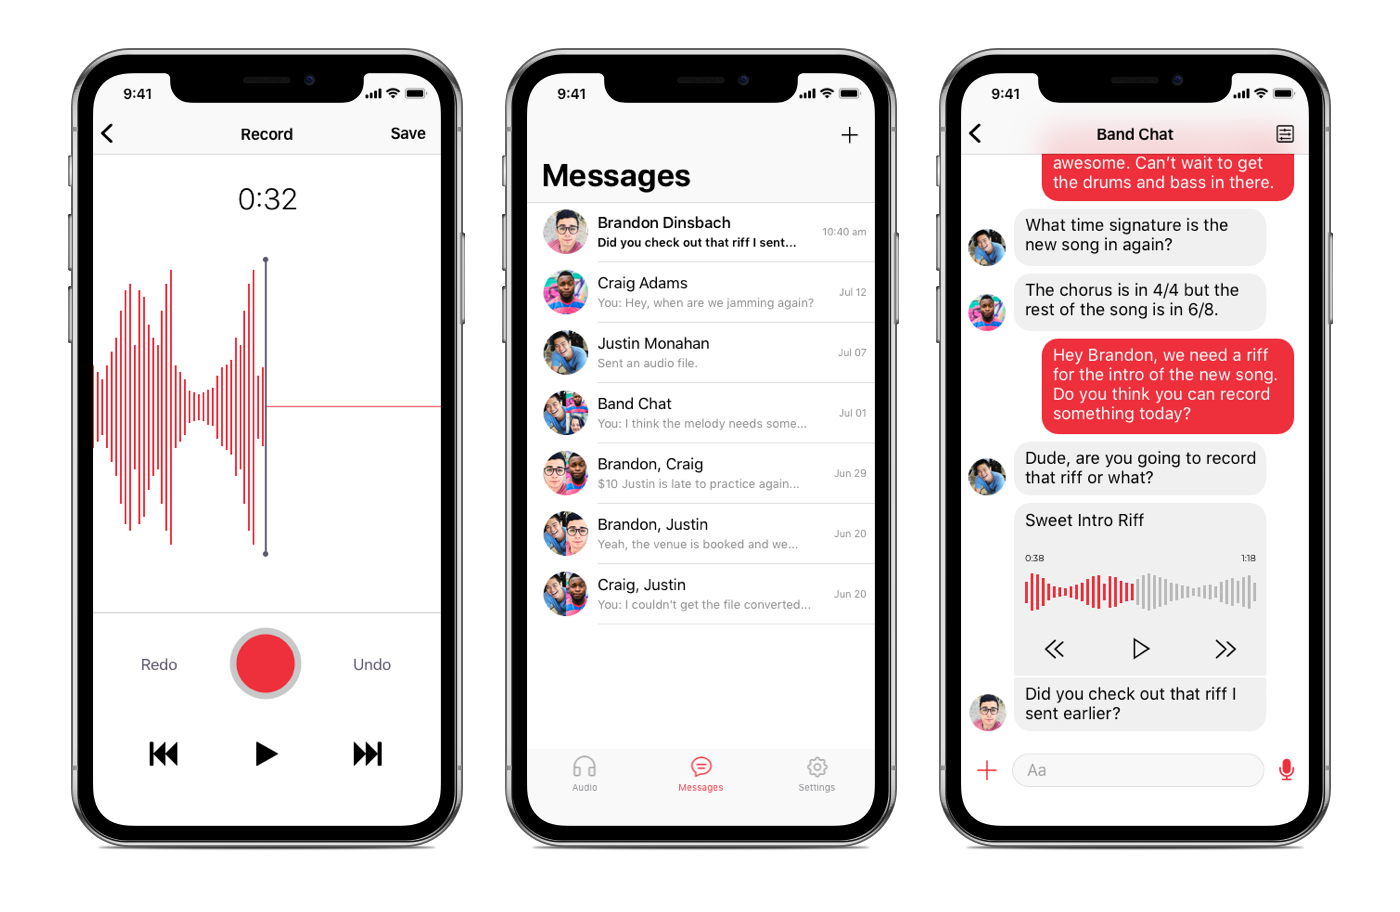 9:41
Record
Save
0:32
Redo
Undo
9:41
Messages
Brandon Dinsbach
Did you check out that riff I sent...
10:40 am
Craig Adams
You: Hey, when are we jamming again?
Jul 12
Justin Monahan
Sent an audio file.
Jul 07
Band Chat
You: I think the melody needs some...
Jul 01
Brandon, Craig
$10 Justin is late to practice again...
Jun 29
Brandon, Justin
Yeah, the venue is booked and we...
Jun 20
Craig, Justin
You: I couldn't get the file converted...
Jun 20
Audio
Messages
Settings
9:41
Band Chat
awesome. Can't wait to get
the drums and bass in there.
What time signature is the
new song in again?
The chorus is in 4/4 but the
rest of the song is in 6/8.
Hey Brandon, we need a riff
for the intro of the new song.
Do you think you can record
something today?
Dude, are you going to record
that riff or what?
Sweet Intro Riff
0:38
1:18
Did you check out that riff I
sent earlier?
Aa